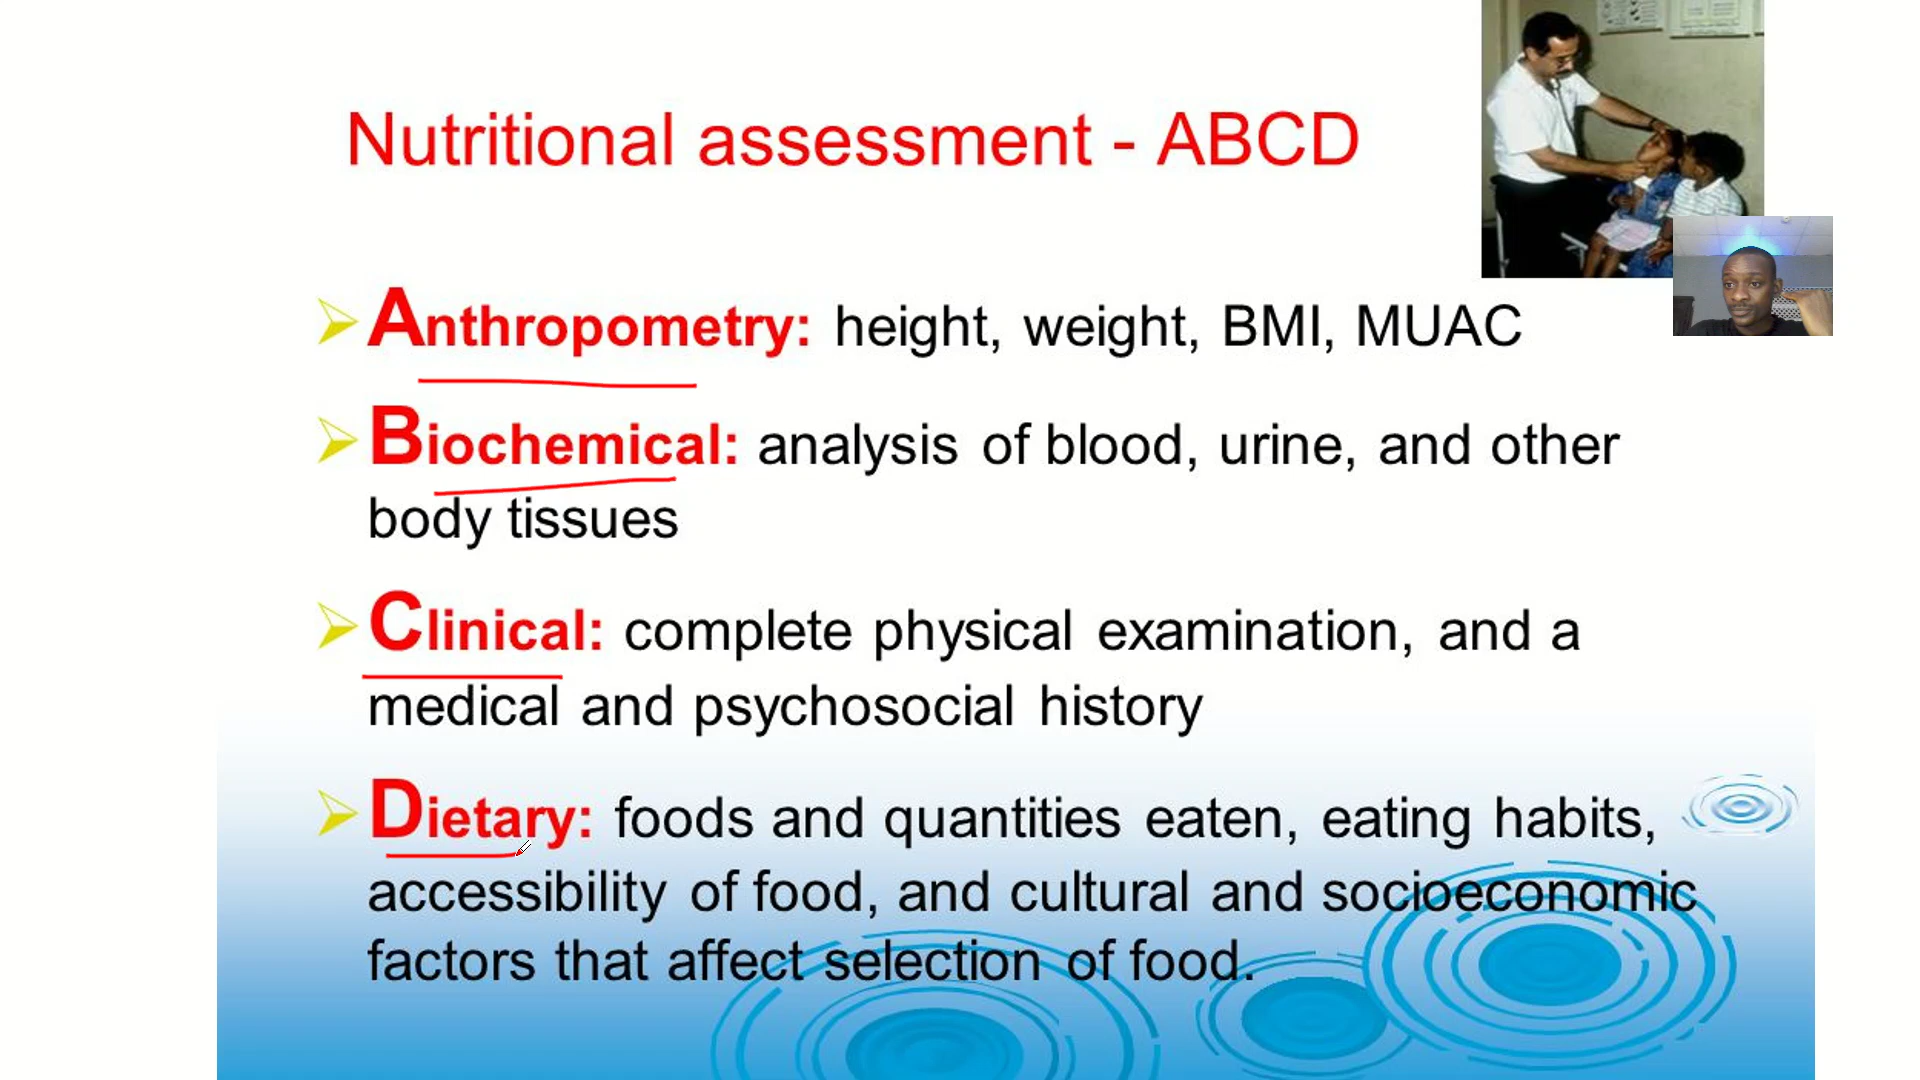 Nutritional assessment - ABCD
Anthropometry: height, weight, BMI, MUAC
Biochemical: analysis of blood, urine, and other
body tissues
Clinical: complete physical examination, and a
medical and psychosocial history
Dietary: foods and quantities eaten, eating habits,
accessibility of food, and cultural and socioeconomic
factors that affect selection of food.